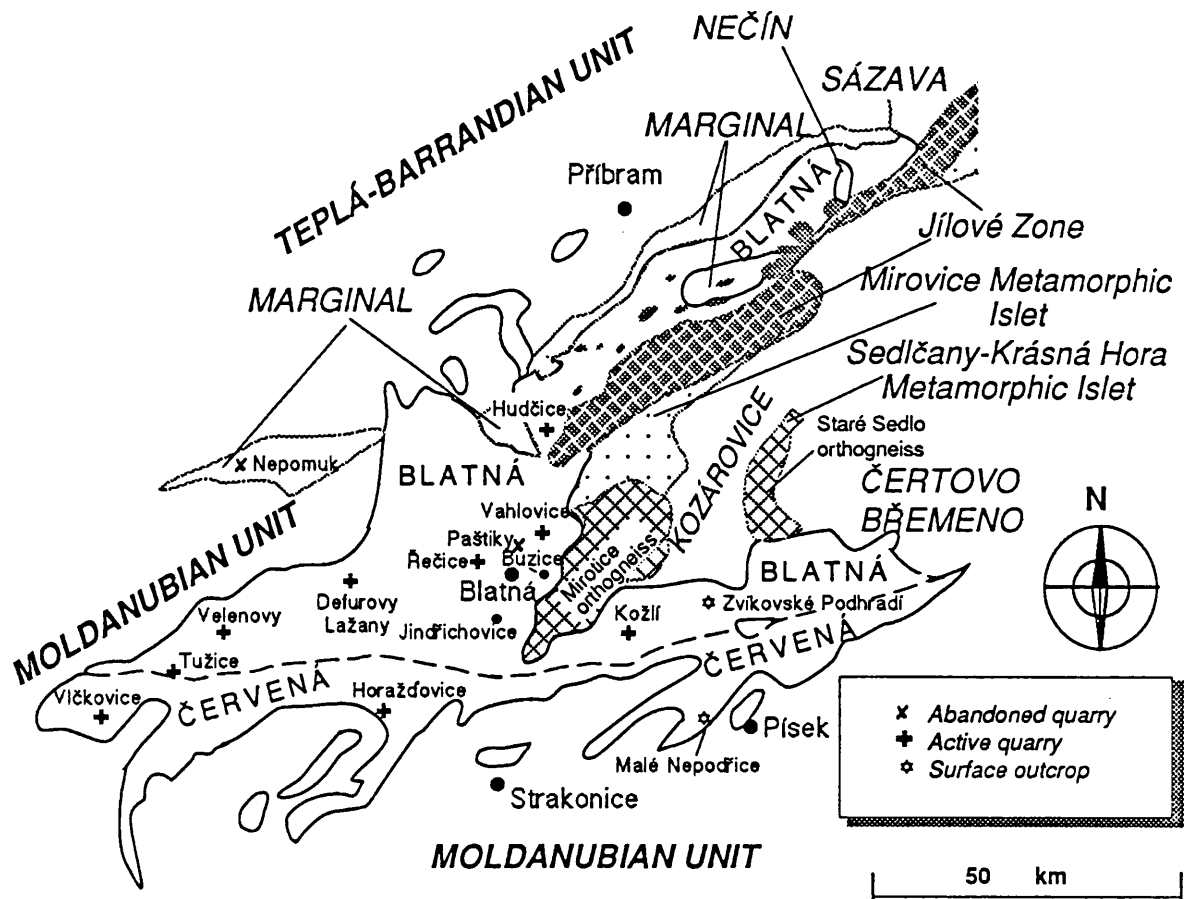 NEČÍN
SÁZAVA
TEPLÁ-BARRANDIAN UNIT
MARGINAL
Příbram
BLATNÁ
Jílové Zone
MARGINAL
Mirovice Metamorphic
Islet
Sedlčany-Krásná Hora
Metamorphic Islet
Hudčice
Staré Sedlo
orthogneiss
KOZÁROVICE
Nepomuk
BLATNÁ
ČERTOVO
BŘEMENO
N
MOLDANUBIAN UNIT
Vahlovice
Paštiky
Řečice
Buzice
Mirotice
orthogneiss
BLATNÁ
Blatná
Defurovy
Lažany
Zvíkovské Podhradí
Velenovy
Jindřichovice
Kožlí
Tužice
ČERVENÁ
Vlčkovice
ČERVENÁ
Horažďovice
Písek
Malé Nepodřice
Strakonice
MOLDANUBIAN UNIT
Abandoned quarry
Active quarry
Surface outcrop
50 km